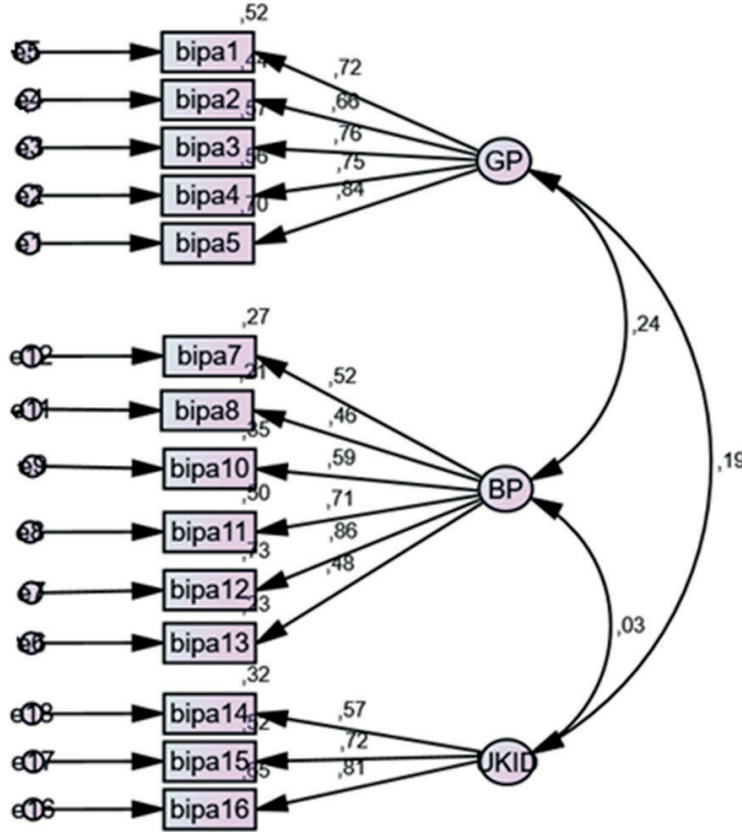 ,52
e5 bipa1 ,72
,44
e4 bipa2 ,66
,57
e3 bipa3 ,76
,56
e2 bipa4 ,75
,70
e1 bipa5 ,84
GP
,24
,19
,27
e12 bipa7 ,52
,21
e11 bipa8 ,46
,35
e9 bipa10 ,59
,50
e8 bipa11 ,71
,73
e7 bipa12 ,86
,23
e6 bipa13 ,48
BP
,03
,32
e18 bipa14 ,57
,52
e17 bipa15 ,72
,65
e16 bipa16 ,81
UKID